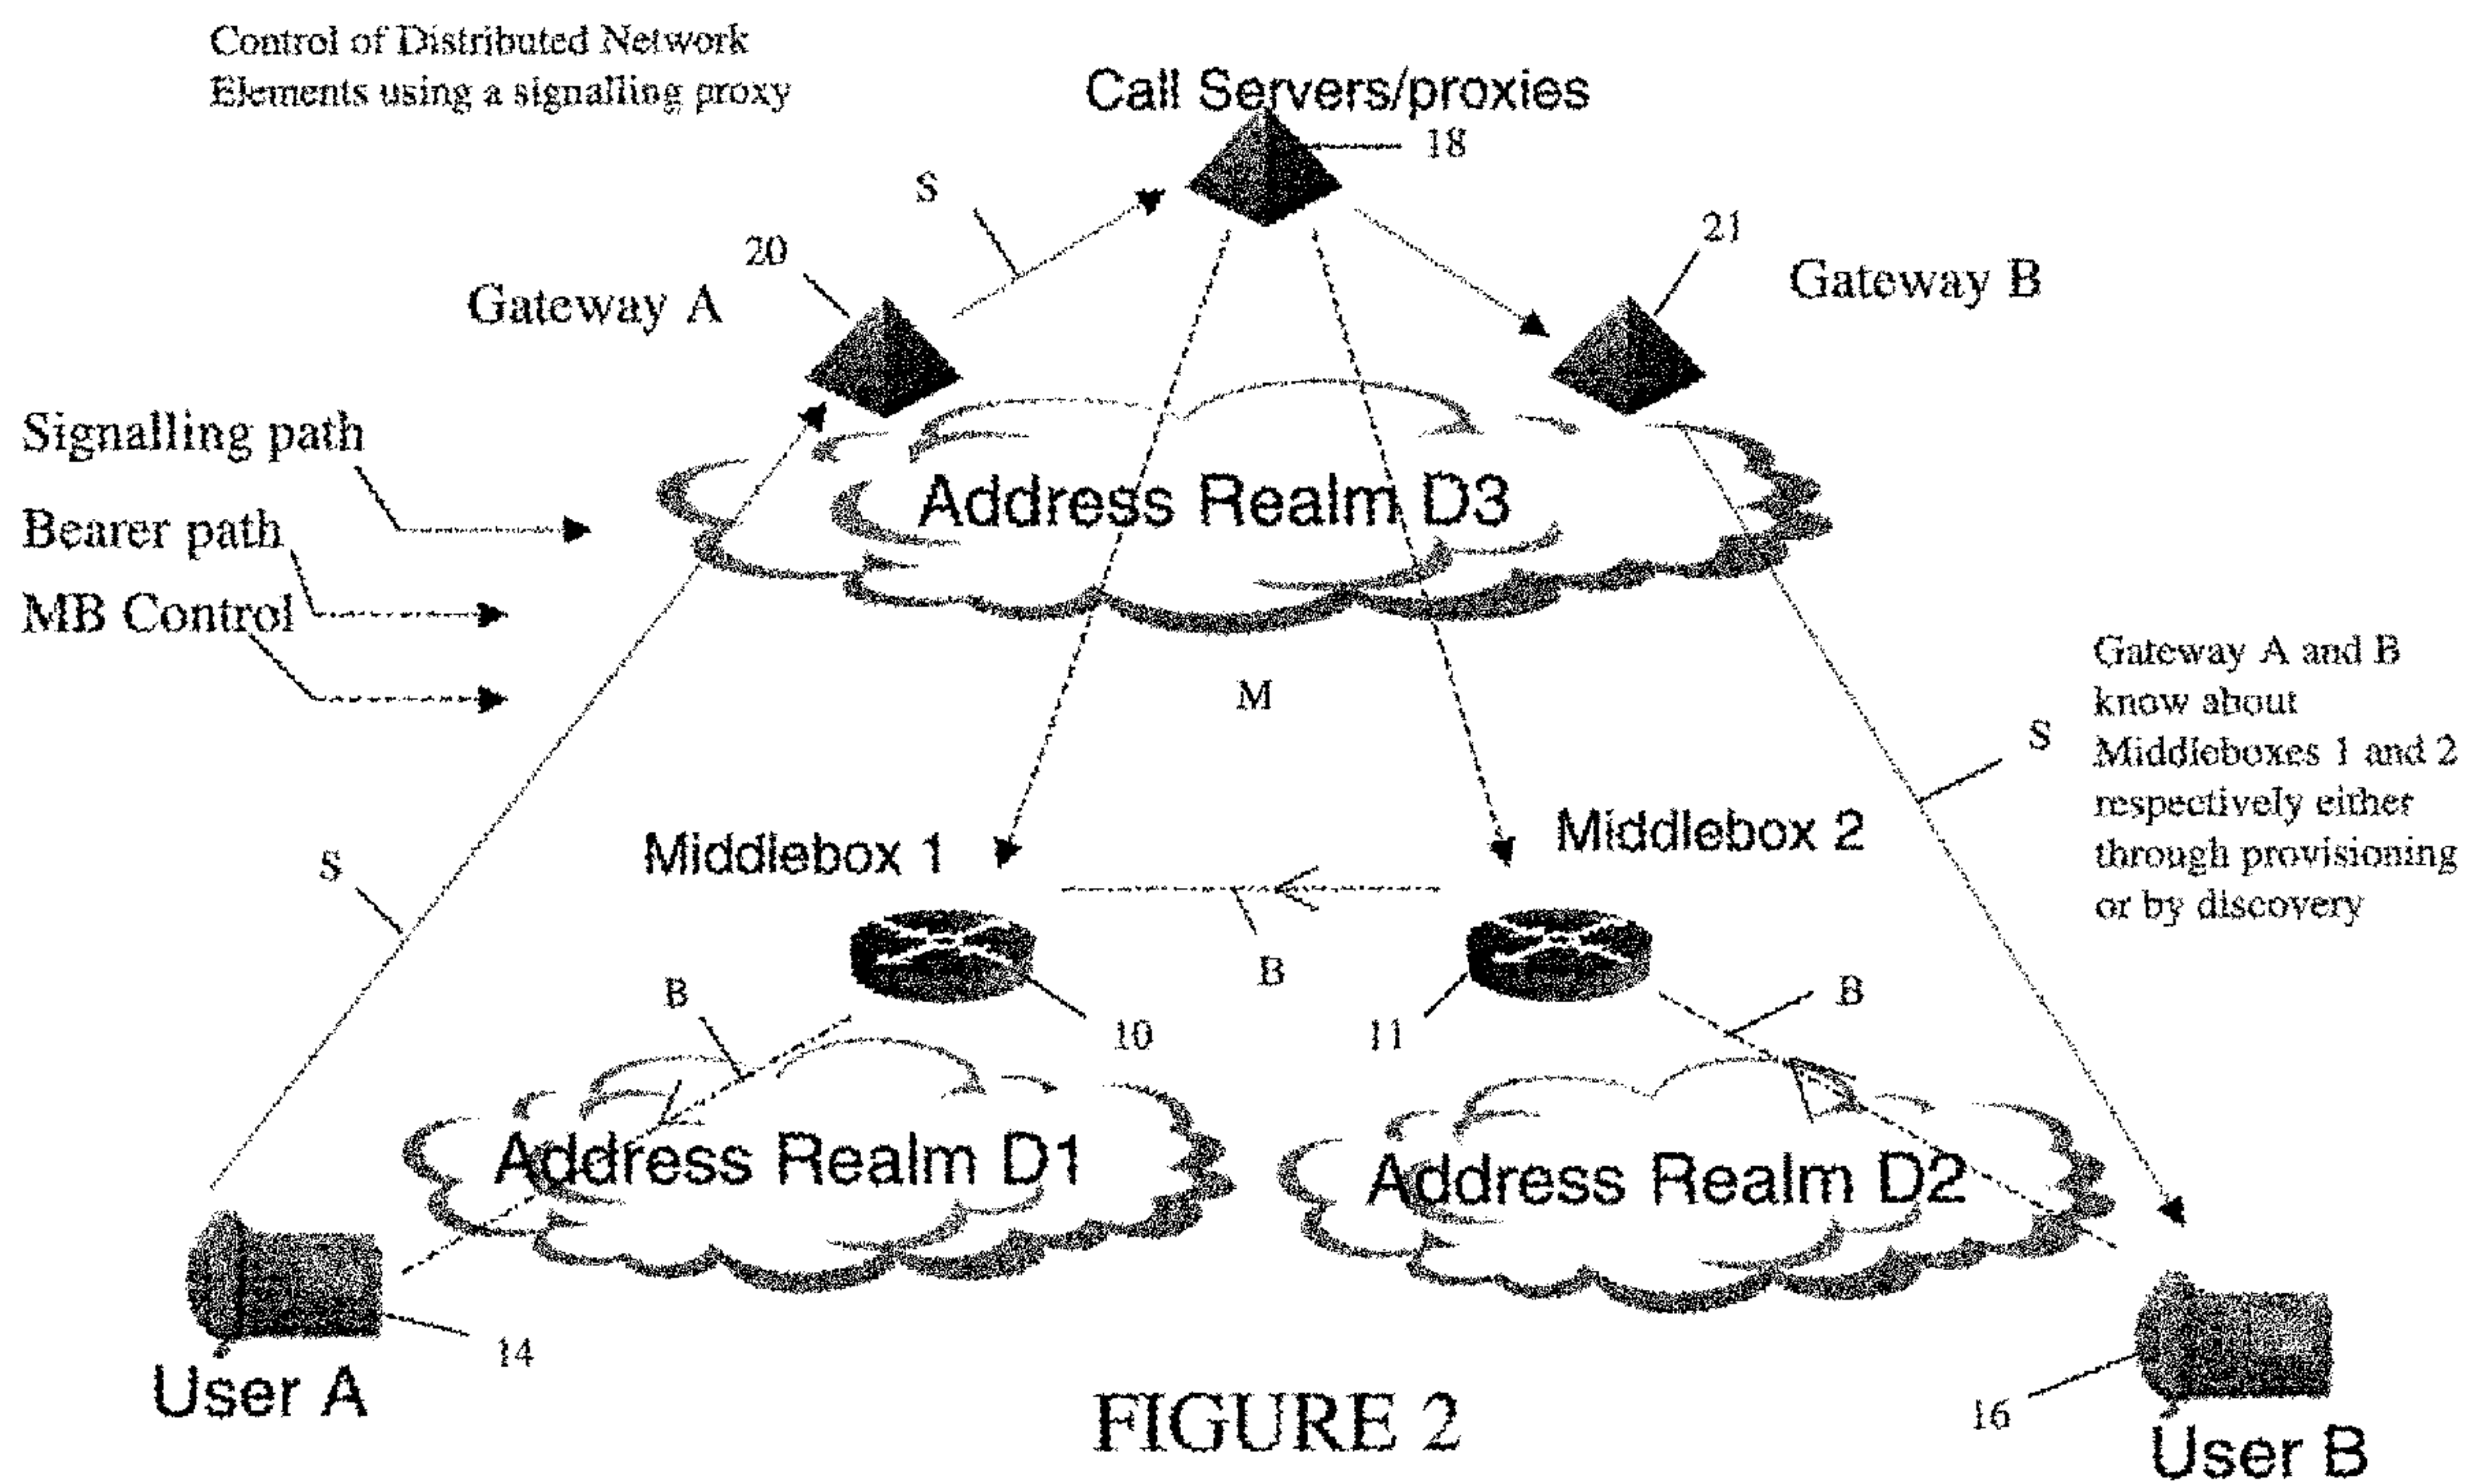 Control of Distributed Network
Elements using a signalling proxy
Call Servers/proxies
18
S
21
20
Gateway B
Gateway A
Signalling path
Address Realm D3
Bearer path
MB Control
Gateway A and B
know about
Middleboxes 1 and 2
respectively either
through provisioning
or by discovery
M
S
Middlebox 2
Middlebox 1
S
B
B
B
10
11
Address Realm D1
Address Realm D2
14
User A
16
FIGURE 2
User B